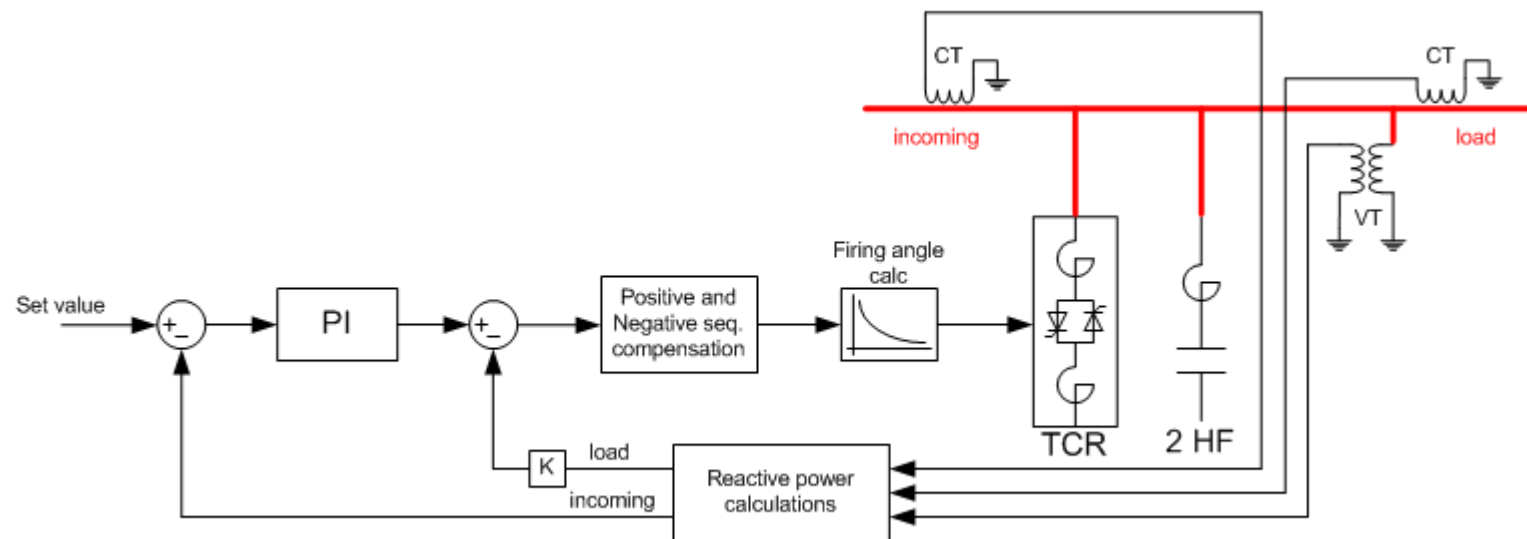 CT
CT
incoming
load
VT
Firing angle
calc
Set value
+
−
PI
+
−
Positive and
Negative seq.
compensation
TCR
2 HF
K
load
incoming
Reactive power
calculations